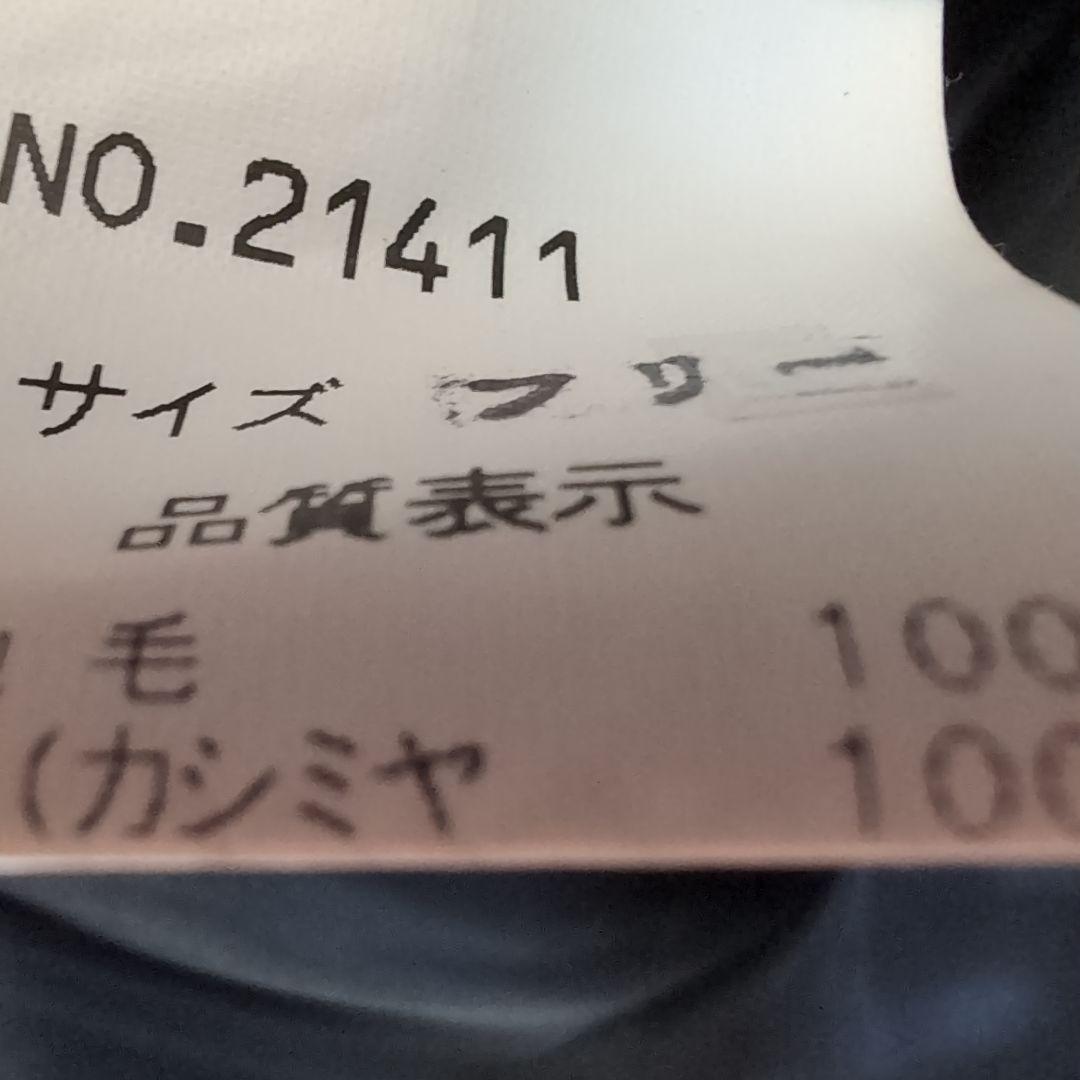 NO.21411
サイズ フリー
品質表示
毛 100
(カシミヤ 100